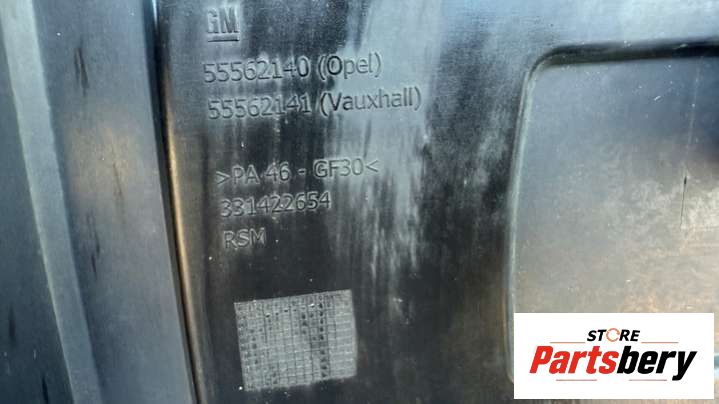 GM
55562140 (Opel)
55562141 (Vauxhall)
>PA 46 - GF30<
331422654
RSM
STORE
Partsbery